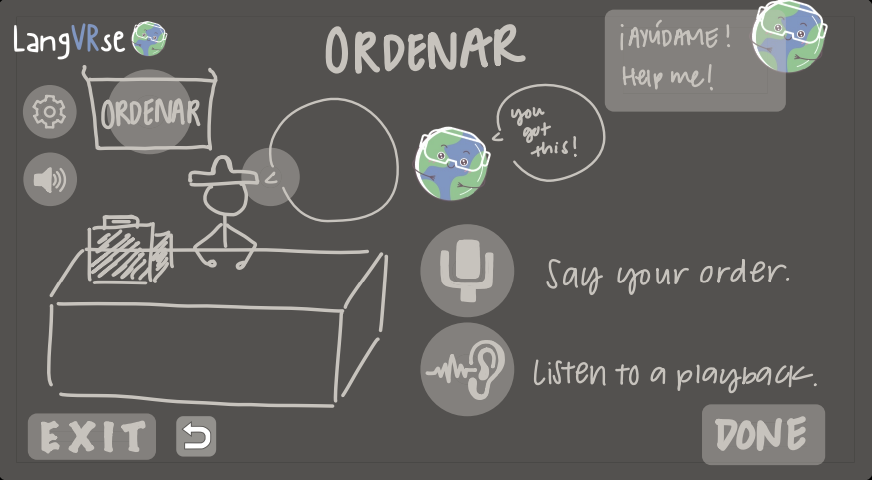 LangVRse
ORDENAR
¡AYÚDAME!
Help me!
ORDENAR
you
got
this!
Say your order.
Listen to a playback.
EXIT
DONE